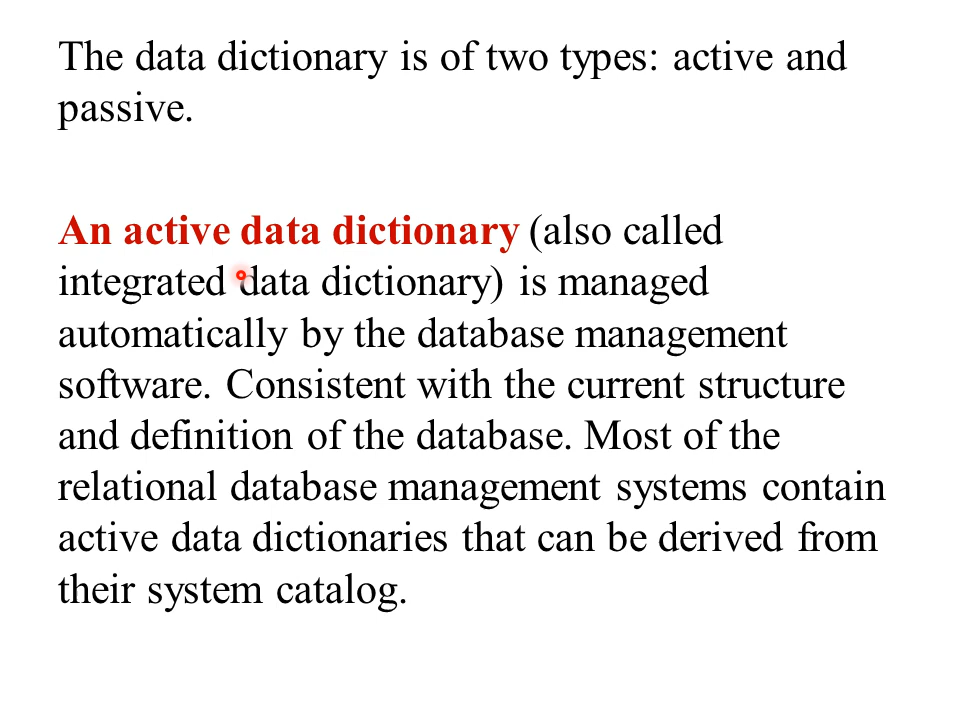 The data dictionary is of two types: active and
passive.
An active data dictionary (also called
integrated data dictionary) is managed
automatically by the database management
software. Consistent with the current structure
and definition of the database. Most of the
relational database management systems contain
active data dictionaries that can be derived from
their system catalog.